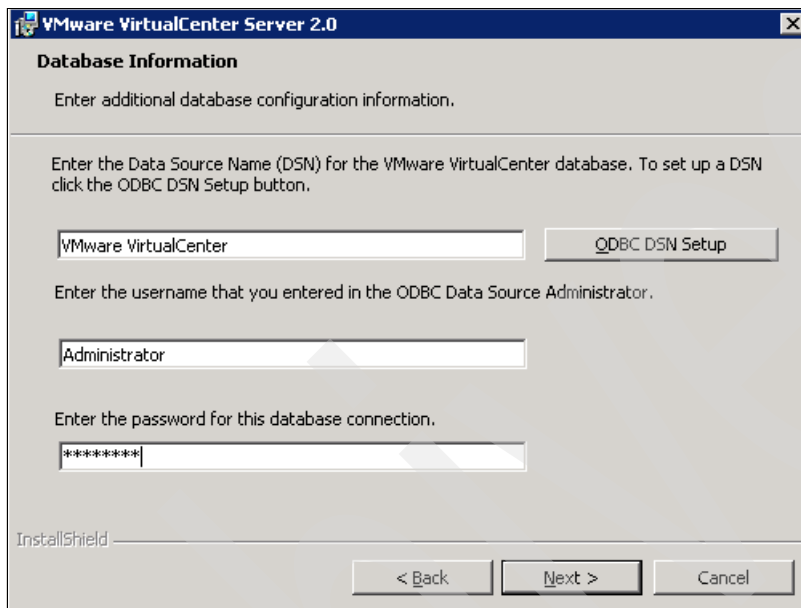 VMware VirtualCenter Server 2.0
Database Information
Enter additional database configuration information.
Enter the Data Source Name (DSN) for the VMware VirtualCenter database. To set up a DSN
click the ODBC DSN Setup button.
VMware VirtualCenter
ODBC DSN Setup
Enter the username that you entered in the ODBC Data Source Administrator.
Administrator
Enter the password for this database connection.
********
InstallShield
< Back
Next >
Cancel